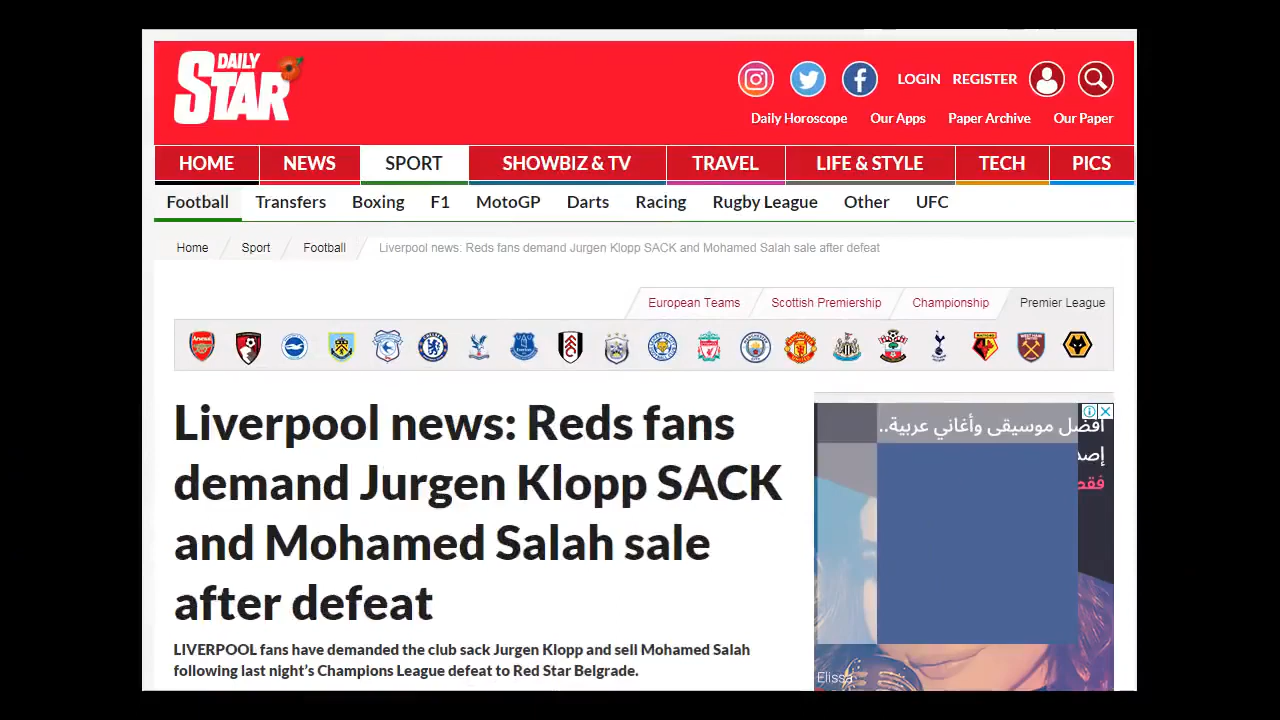 DAILY
STAR
LOGIN REGISTER
Daily Horoscope Our Apps Paper Archive Our Paper
HOME NEWS SPORT SHOWBIZ & TV TRAVEL LIFE & STYLE TECH PICS
Football Transfers Boxing F1 MotoGP Darts Racing Rugby League Other UFC
Home Sport Football Liverpool news: Reds fans demand Jurgen Klopp SACK and Mohamed Salah sale after defeat
European Teams Scottish Premiership Championship Premier League
Liverpool news: Reds fans
demand Jurgen Klopp SACK
and Mohamed Salah sale
after defeat
LIVERPOOL fans have demanded the club sack Jurgen Klopp and sell Mohamed Salah
following last night's Champions League defeat to Red Star Belgrade.
أفضل موسيقى وأغاني عربية..
Elissa